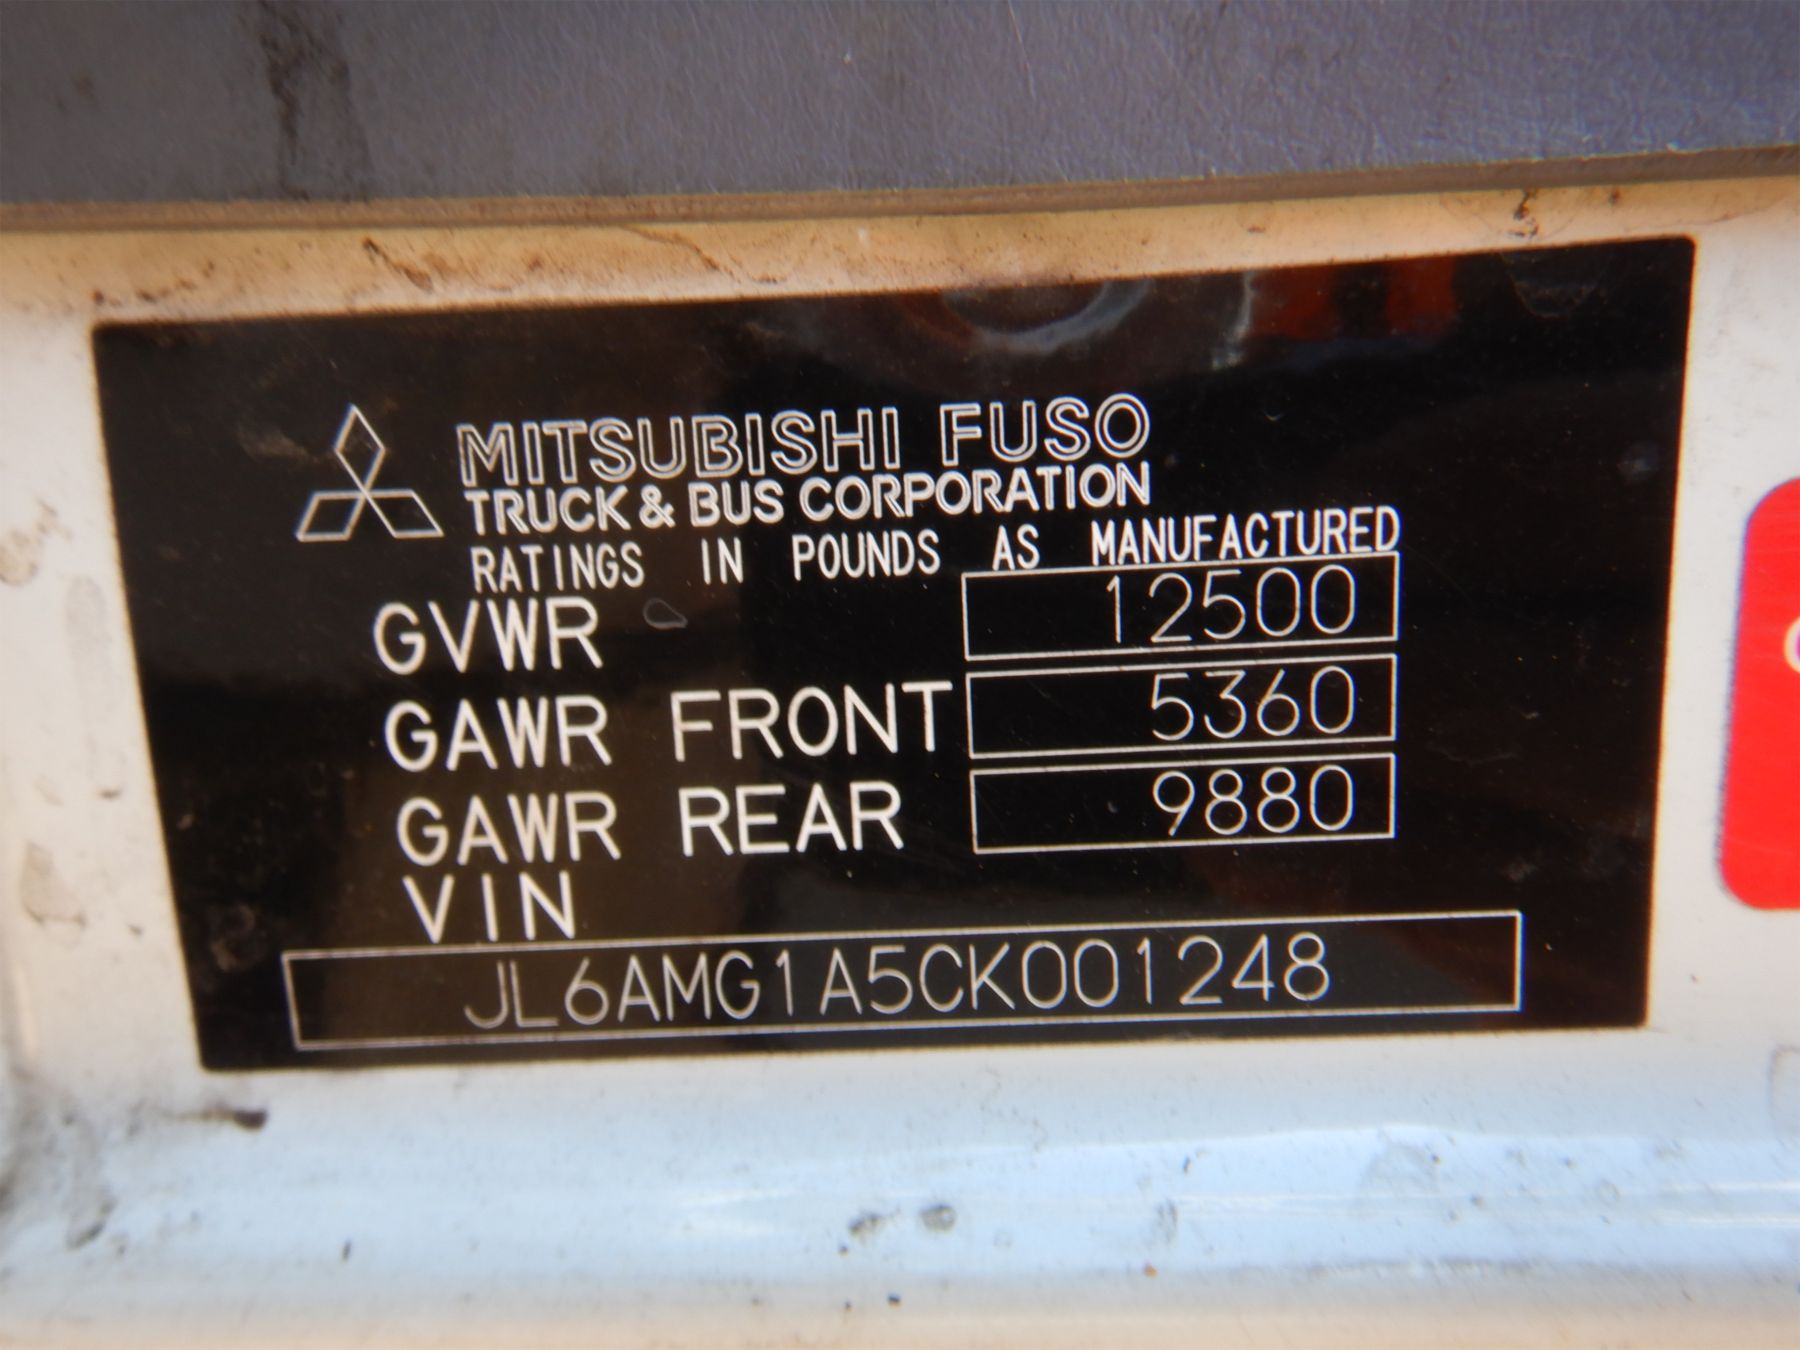 MITSUBISHI FUSO
TRUCK & BUS CORPORATION
RATINGS IN POUNDS AS MANUFACTURED
GVWR 12500
GAWR FRONT 5360
GAWR REAR 9880
VIN
JL6AMG1A5CK001248